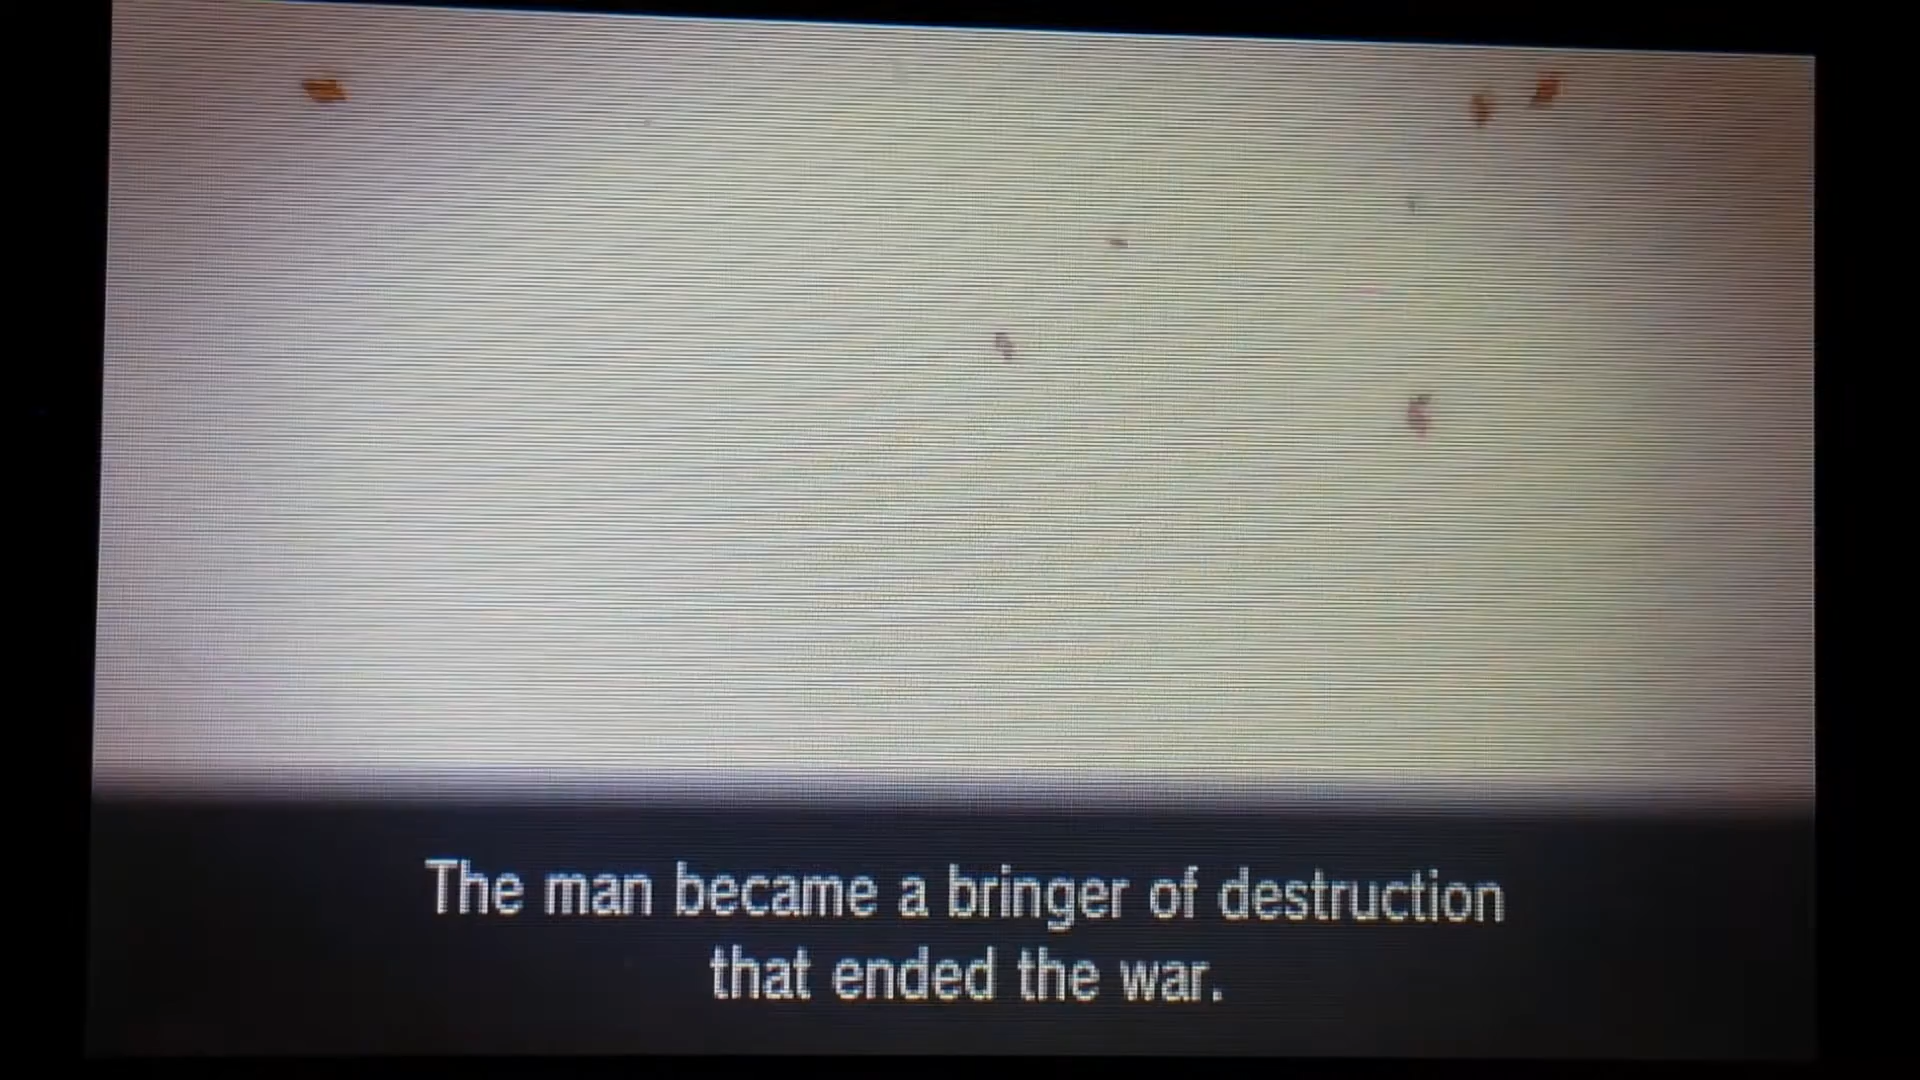 The man became a bringer of destruction
that ended the war.